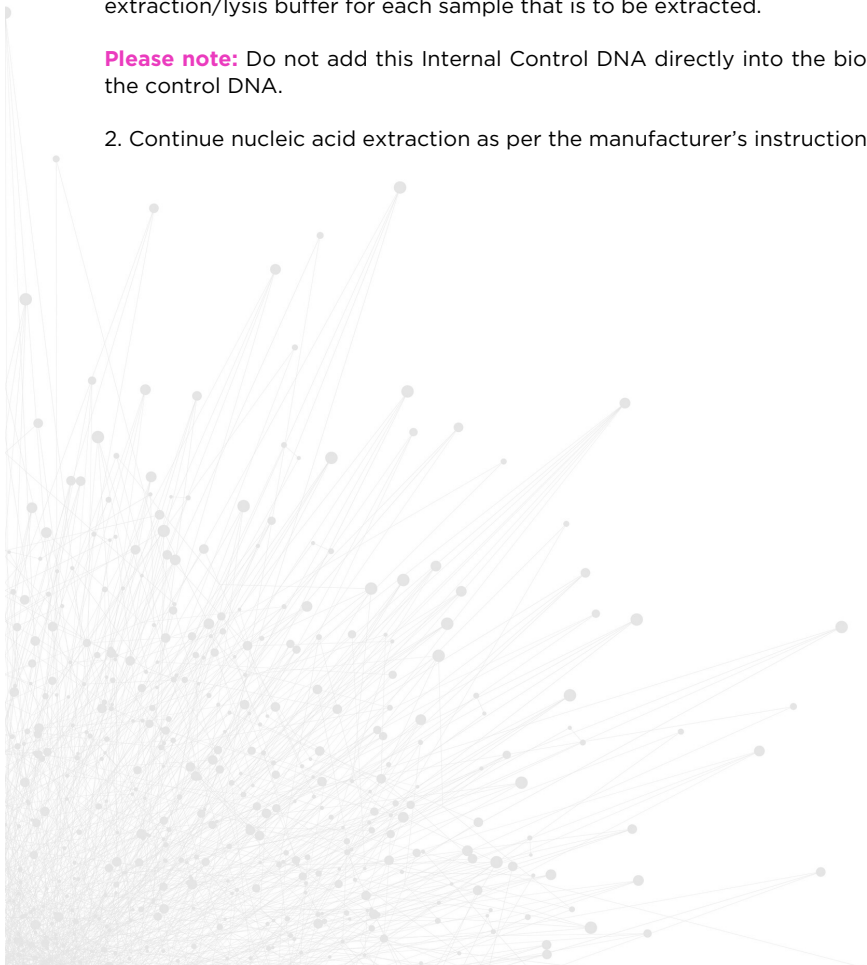 extraction/lysis buffer for each sample that is to be extracted.
Please note: Do not add this Internal Control DNA directly into the bio
the control DNA.
2. Continue nucleic acid extraction as per the manufacturer’s instruction